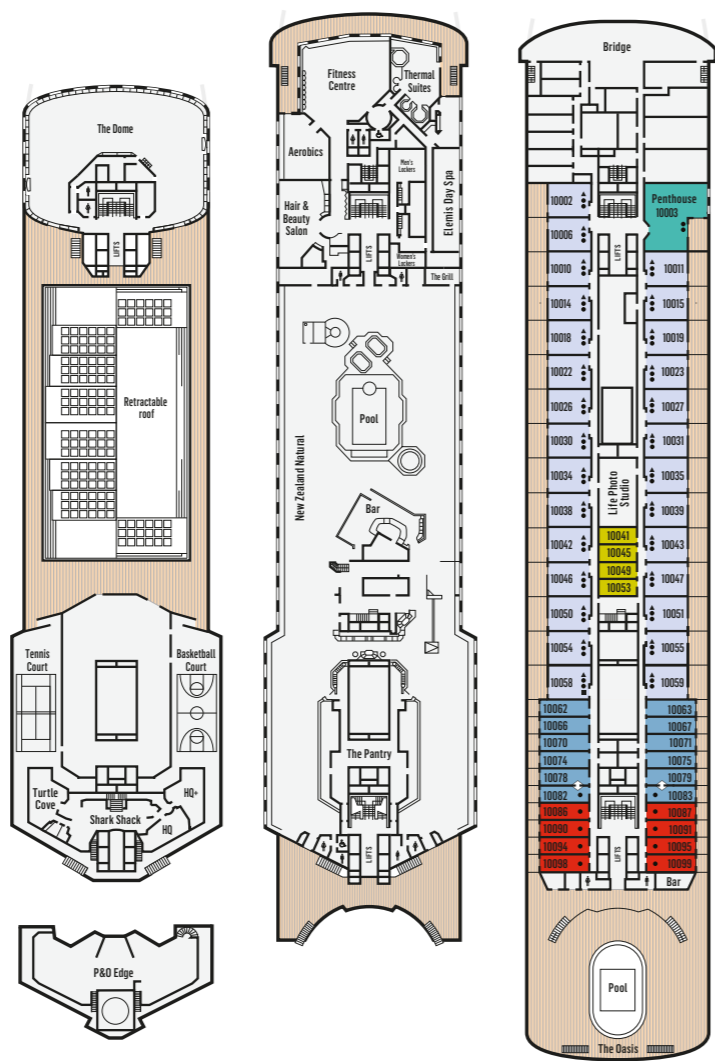 The Dome
LIFTS
Retractable
roof
Tennis
Court
Basketball
Court
Turtle
Cove
HQ+
Shark Shack
HQ
P&O Edge
Fitness
Centre
Thermal
Suites
Aerobics
Men's
Lockers
Elemis Day Spa
Hair &
Beauty
Salon
LIFTS
Women's
Lockers
The Grill
New Zealand Natural
Pool
Bar
The Pantry
LIFTS
Bridge
Penthouse
10003
10002
10006
LIFTS
10010
10011
10014
10015
10018
10019
10022
10023
10026
10027
10030
10031
10034
10035
Life Photo
Studio
10038
10039
10041
10042
10043
10045
10046
10047
10049
10053
10050
10051
10054
10055
10058
10059
10062
10063
10066
10067
10070
10071
10074
10075
10078
10079
10082
10083
10086
10087
10090
10091
10094
10095
10098
10099
LIFTS
Bar
Pool
The Oasis